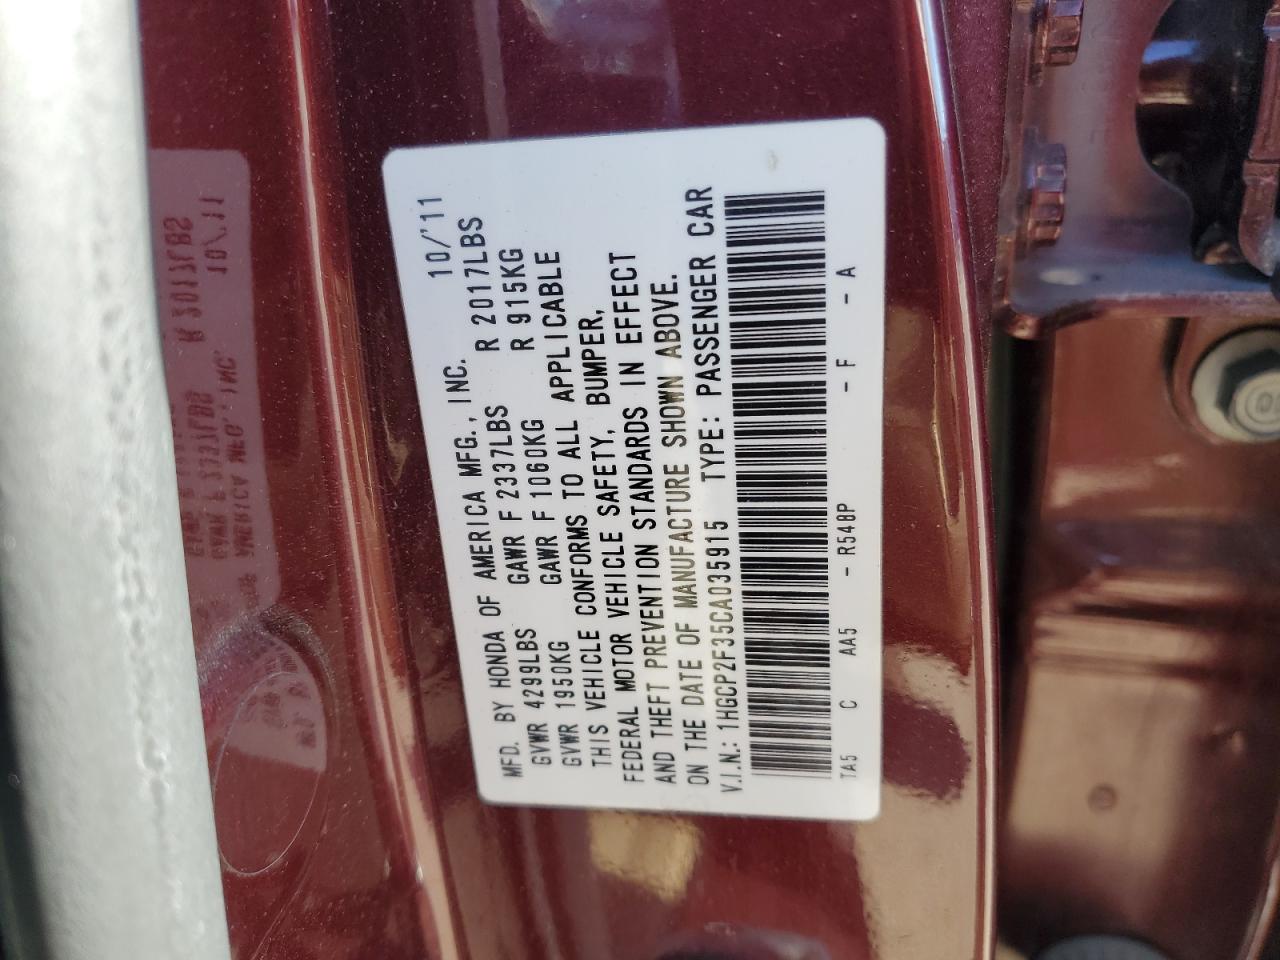 MFD. BY HONDA OF AMERICA MFG., INC. 10/'11
GVWR 4299LBS GAWR F 2337LBS R 2017LBS
GVWR 1950KG GAWR F 1060KG R 915KG
THIS VEHICLE CONFORMS TO ALL APPLICABLE
FEDERAL MOTOR VEHICLE SAFETY, BUMPER,
AND THEFT PREVENTION STANDARDS IN EFFECT
ON THE DATE OF MANUFACTURE SHOWN ABOVE.
V.I.N.: 1HGCP2F35CA035915 TYPE: PASSENGER CAR
TA5 C AA5 - R548P - F - A